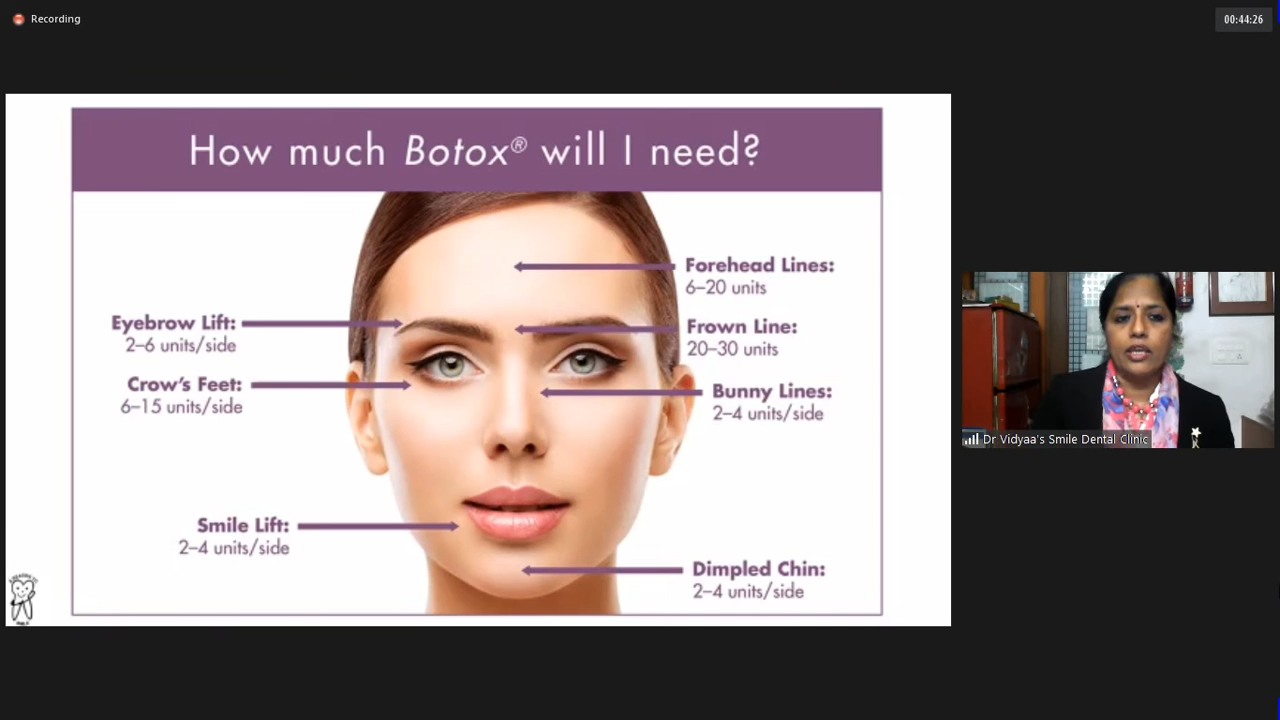 Recording
00:44:26
How much Botox® will I need?
Forehead Lines:
6–20 units
Eyebrow Lift:
2–6 units/side
Frown Line:
20–30 units
Crow's Feet:
6–15 units/side
Bunny Lines:
2–4 units/side
Smile Lift:
2–4 units/side
Dimpled Chin:
2–4 units/side
Dr Vidyaa's Smile Dental Clinic